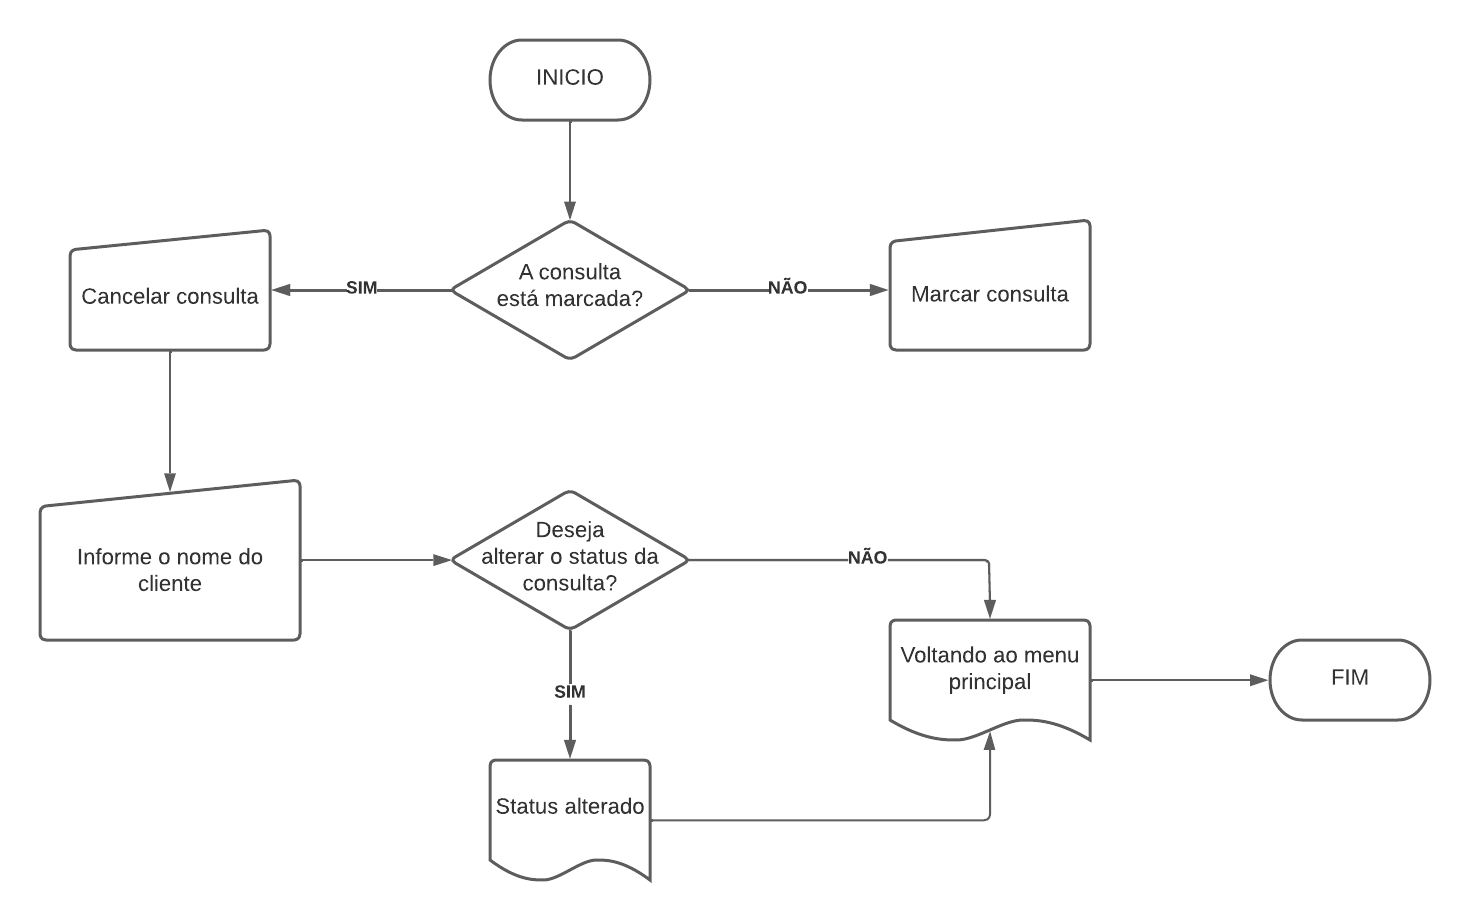 INICIO
A consulta
está marcada?
SIM
NÃO
Cancelar consulta
Marcar consulta
Informe o nome do
cliente
Deseja
alterar o status da
consulta?
NÃO
SIM
Voltando ao menu
principal
FIM
Status alterado